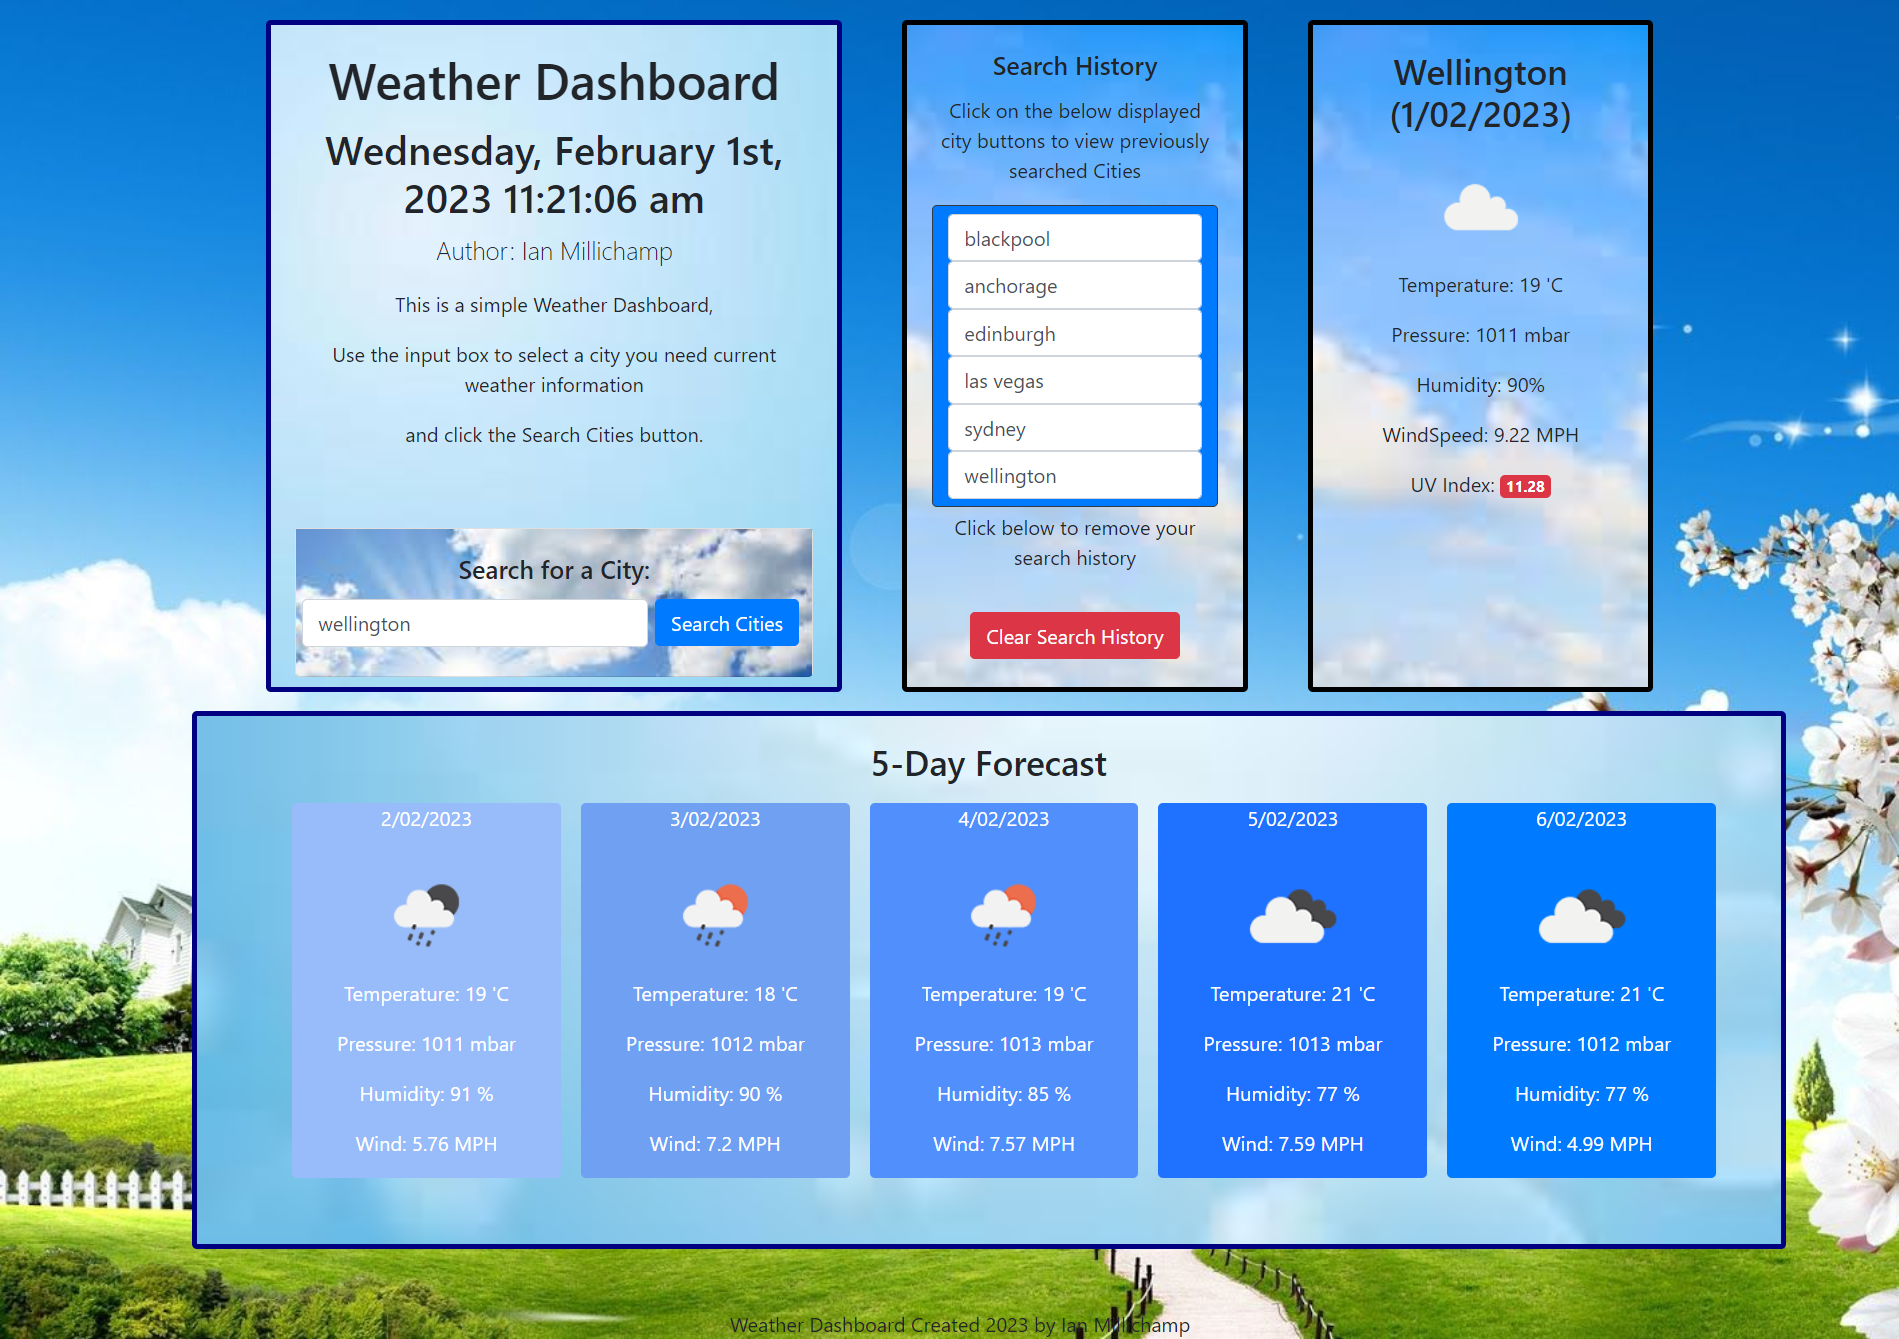 Weather Dashboard
Wednesday, February 1st,
2023 11:21:06 am
Author: Ian Millichamp
This is a simple Weather Dashboard,
Use the input box to select a city you need current
weather information
and click the Search Cities button.
Search for a City:
wellington
Search Cities
Search History
Click on the below displayed
city buttons to view previously
searched Cities
blackpool
anchorage
edinburgh
las vegas
sydney
wellington
Click below to remove your
search history
Clear Search History
Wellington
(1/02/2023)
Temperature: 19 'C
Pressure: 1011 mbar
Humidity: 90%
WindSpeed: 9.22 MPH
UV Index: 11.28
5-Day Forecast
2/02/2023
Temperature: 19 'C
Pressure: 1011 mbar
Humidity: 91 %
Wind: 5.76 MPH
3/02/2023
Temperature: 18 'C
Pressure: 1012 mbar
Humidity: 90 %
Wind: 7.2 MPH
4/02/2023
Temperature: 19 'C
Pressure: 1013 mbar
Humidity: 85 %
Wind: 7.57 MPH
5/02/2023
Temperature: 21 'C
Pressure: 1013 mbar
Humidity: 77 %
Wind: 7.59 MPH
6/02/2023
Temperature: 21 'C
Pressure: 1012 mbar
Humidity: 77 %
Wind: 4.99 MPH
Weather Dashboard Created 2023 by Ian Millichamp